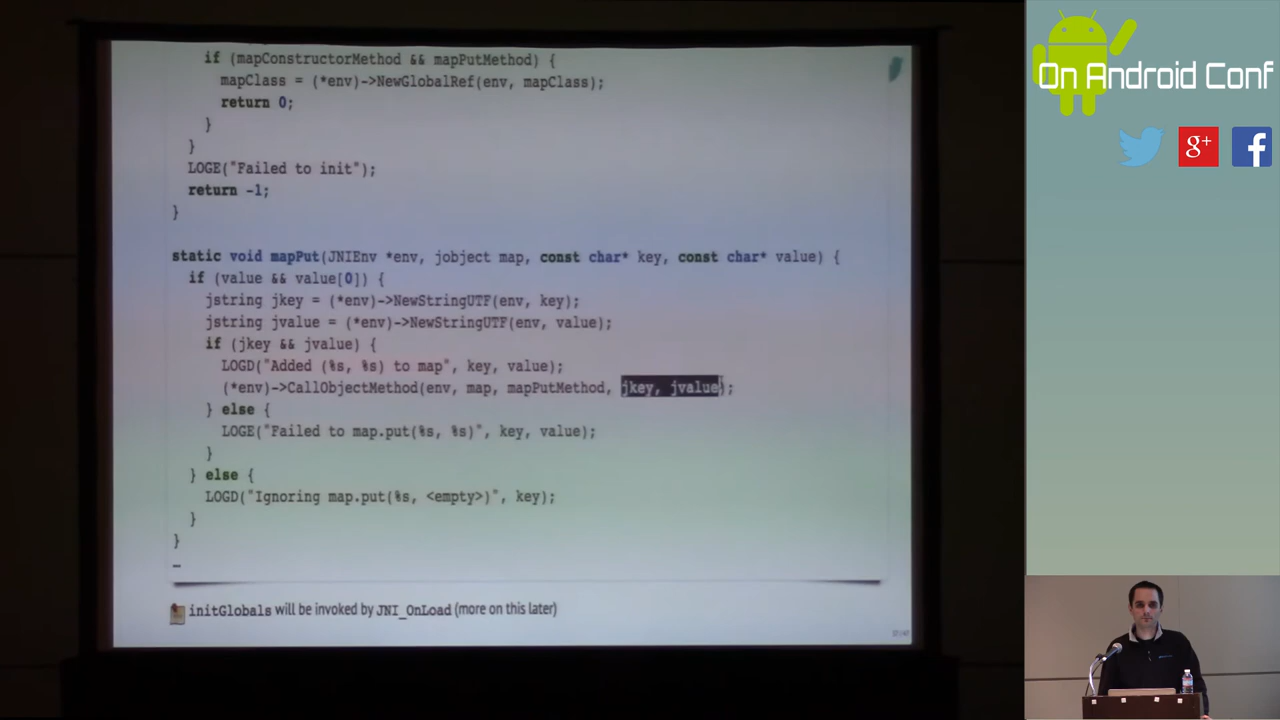 if (mapConstructorMethod && mapPutMethod) {
mapClass = (*env)->NewGlobalRef(env, mapClass);
return 0;
}
}
LOGE("Failed to init");
return -1;
}
static void mapPut(JNIEnv *env, jobject map, const char* key, const char* value) {
if (value && value[0]) {
jstring jkey = (*env)->NewStringUTF(env, key);
jstring jvalue = (*env)->NewStringUTF(env, value);
if (jkey && jvalue) {
LOGD("Added (%s, %s) to map", key, value);
(*env)->CallObjectMethod(env, map, mapPutMethod, jkey, jvalue);
} else {
LOGE("Failed to map.put(%s, %s)", key, value);
}
} else {
LOGD("Ignoring map.put(%s, <empty>)", key);
}
}
initGlobals will be invoked by JNI_OnLoad (more on this later)
On Android Conf
g+
f